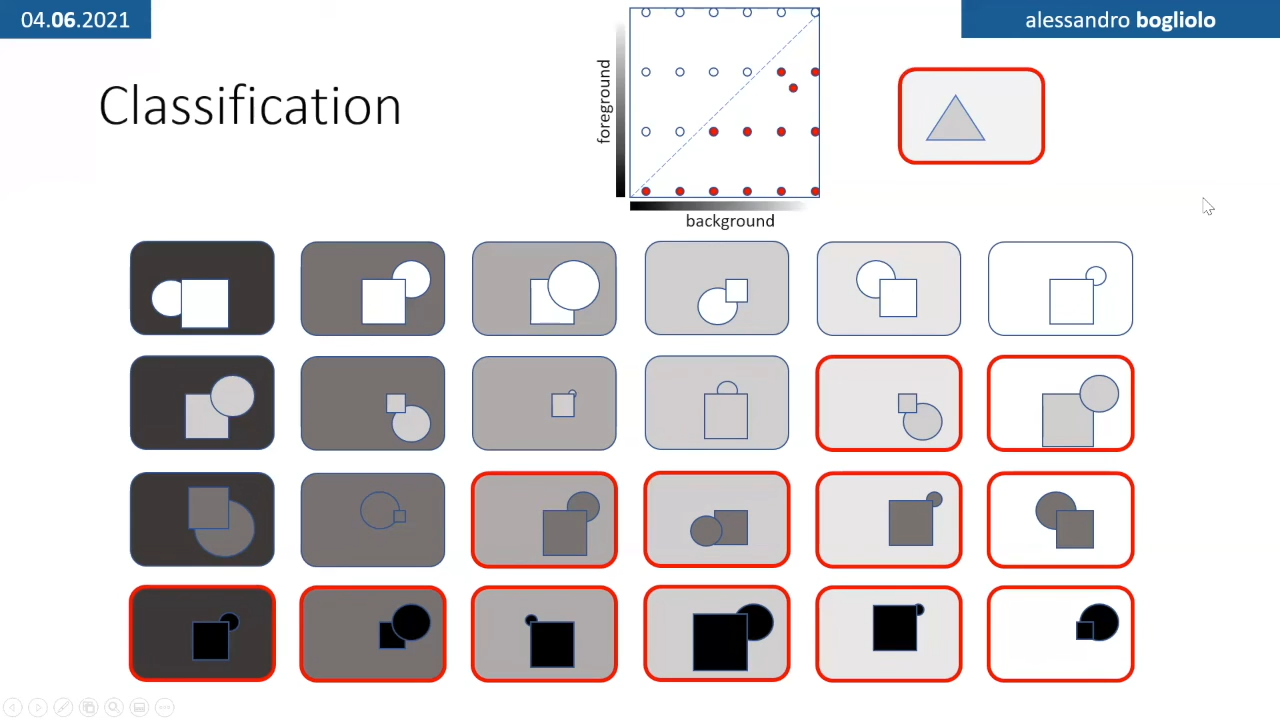 04.06.2021
alessandro bogliolo
Classification
foreground
background